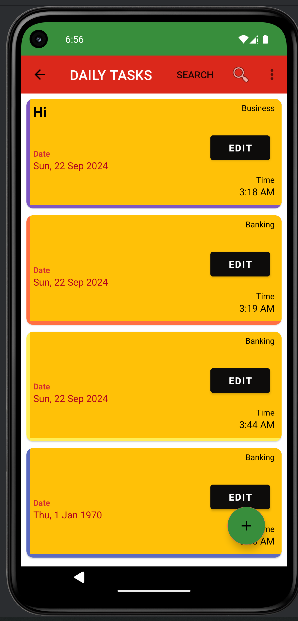 6:56
DAILY TASKS SEARCH
Business
Hi
EDIT
Date
Sun, 22 Sep 2024
Time
3:18 AM
Banking
EDIT
Date
Sun, 22 Sep 2024
Time
3:19 AM
Banking
EDIT
Date
Sun, 22 Sep 2024
Time
3:44 AM
Banking
EDIT
Date
Thu, 1 Jan 1970
AM